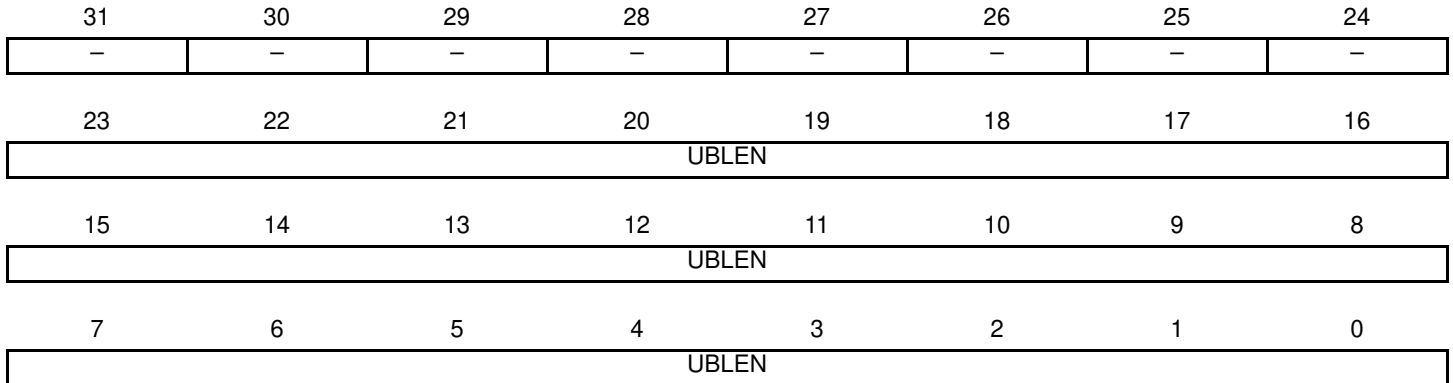 31 30 29 28 27 26 25 24
– – – – – – – –
23 22 21 20 19 18 17 16
UBLEN
15 14 13 12 11 10 9 8
UBLEN
7 6 5 4 3 2 1 0
UBLEN